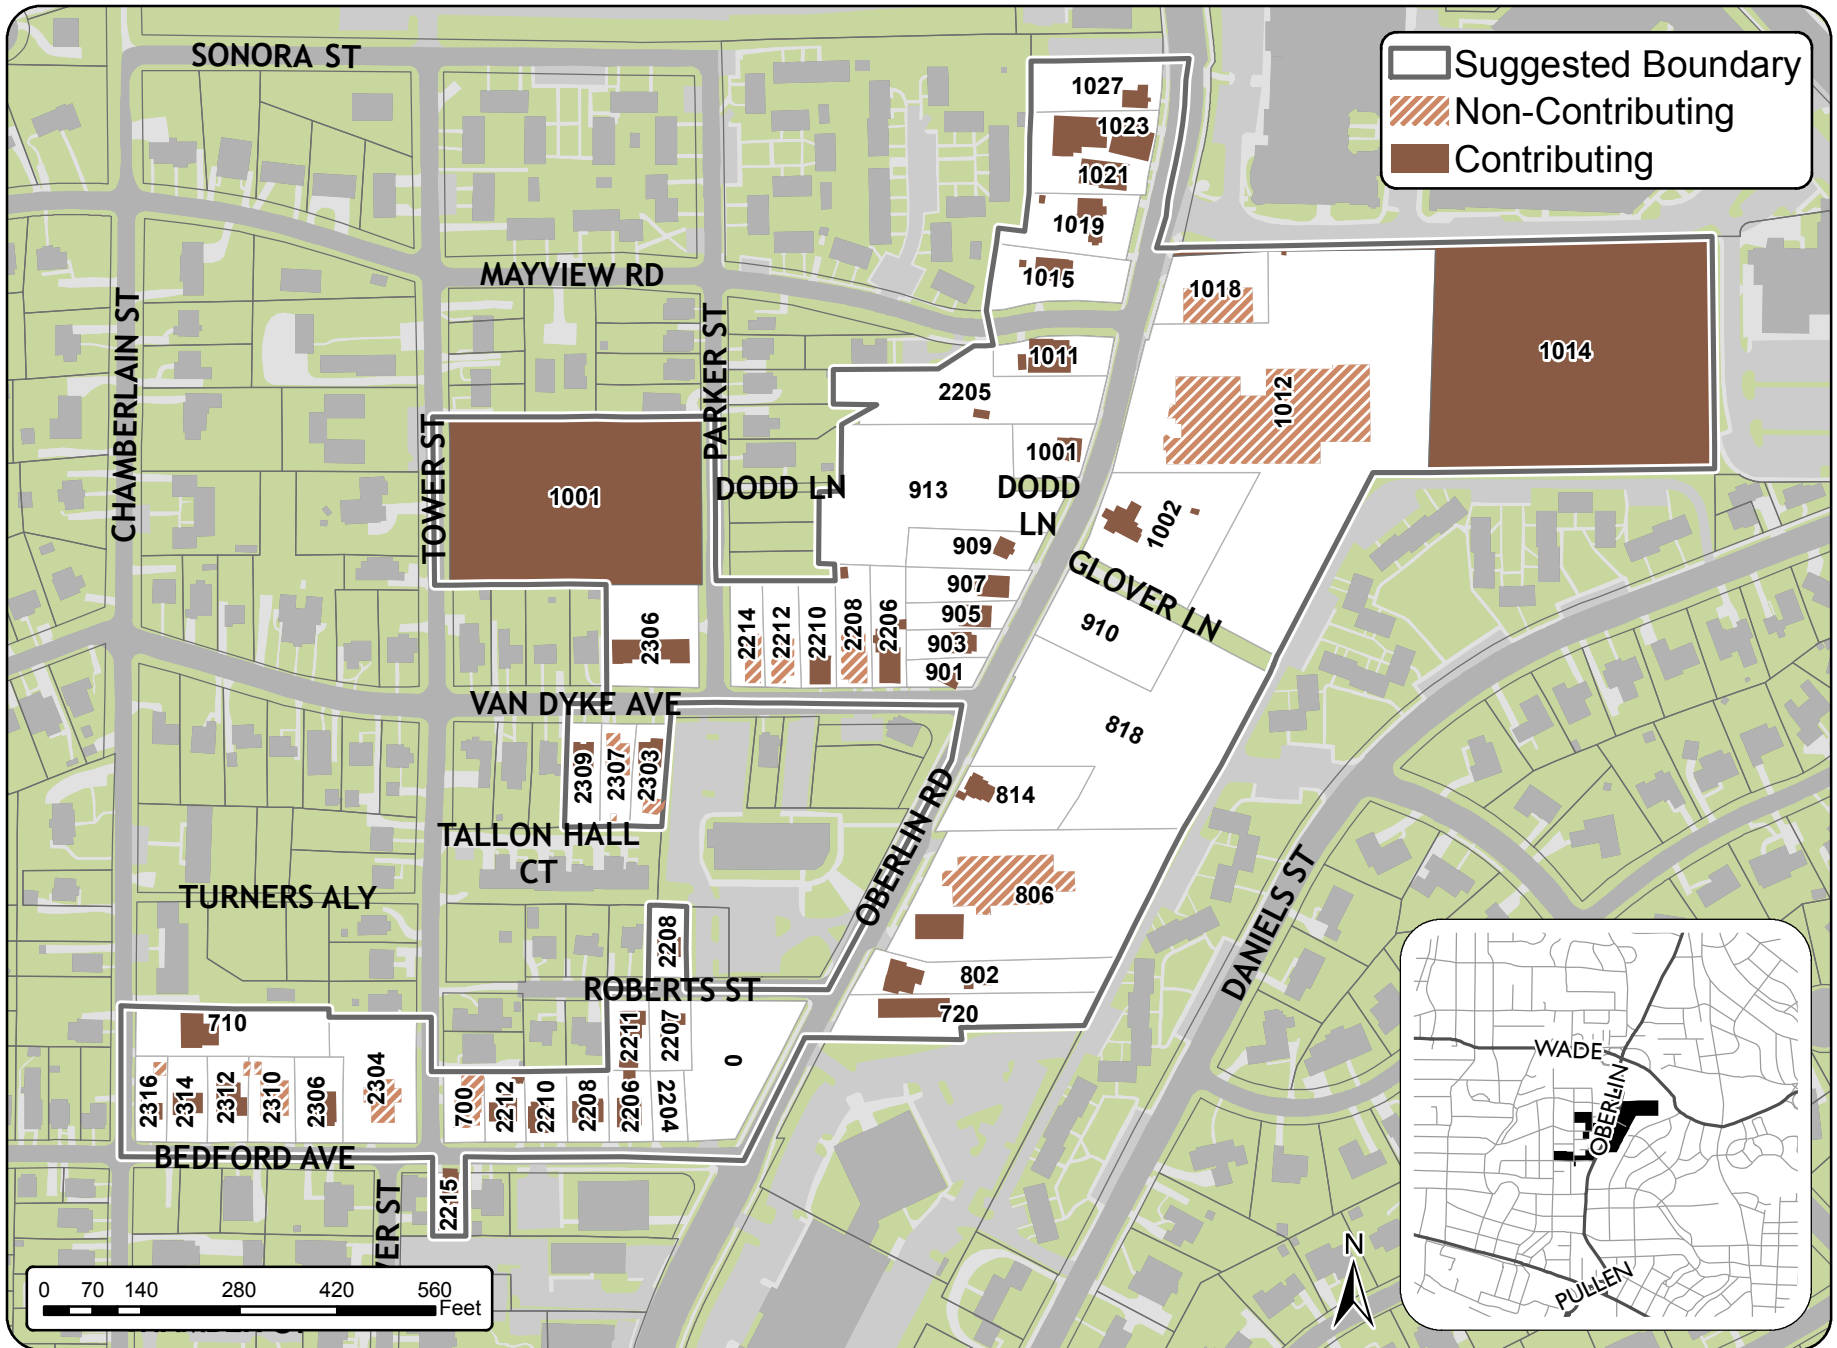 SONORA ST
1027
Suggested Boundary
Non-Contributing
Contributing
1023
1021
1019
MAYVIEW RD
1015
1018
CHAMBERLAIN ST
PARKER ST
1011
1014
2205
1012
TOWER ST
1001
1001
DODD LN
913
DODD
LN
1002
909
GLOVER LN
907
905
903
901
910
2306
2214
2212
2210
2208
2206
VAN DYKE AVE
818
2309
2307
2303
814
OBERLIN RD
TALLON HALL
CT
TURNERS ALY
806
DANIELS ST
2208
802
ROBERTS ST
720
710
2211
2207
0
2316
2314
2312
2310
2306
2304
700
2212
2210
2208
2206
2204
BEDFORD AVE
2215
VER ST
WADE
OBERLIN
PULLEN
N
0 70 140 280 420 560
Feet